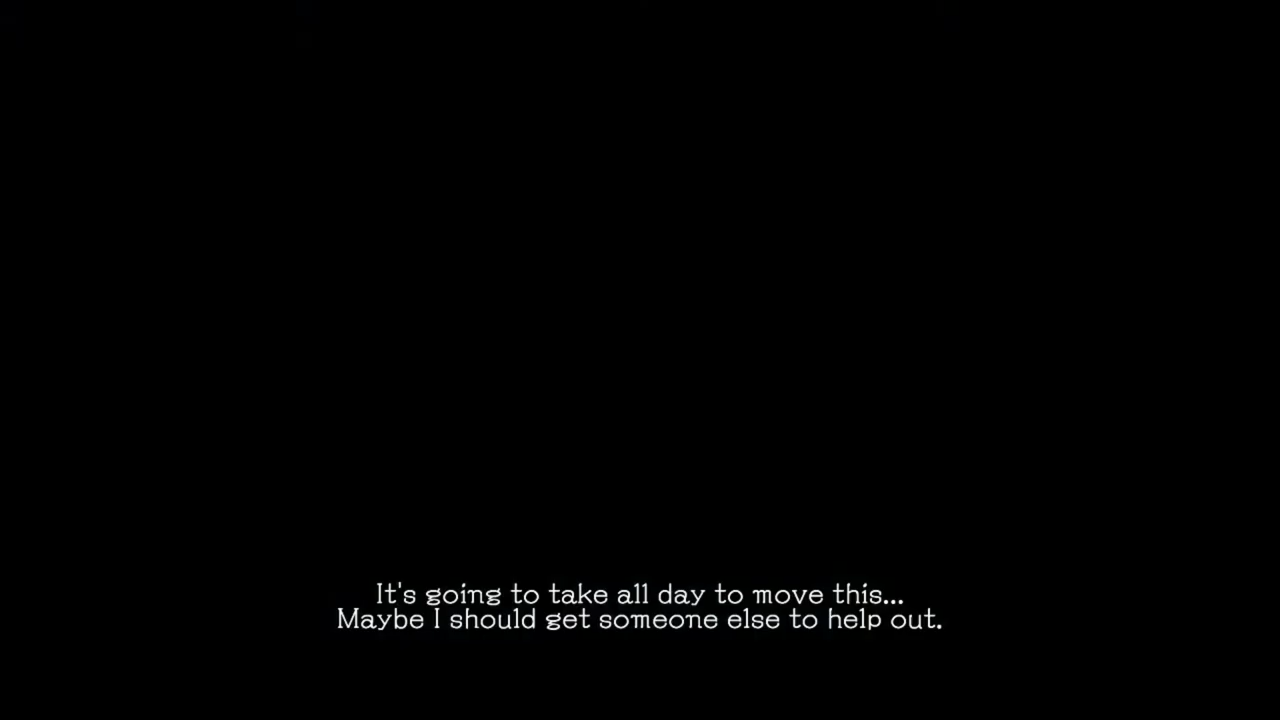 It's going to take all day to move this...
Maybe I should get someone else to help out.